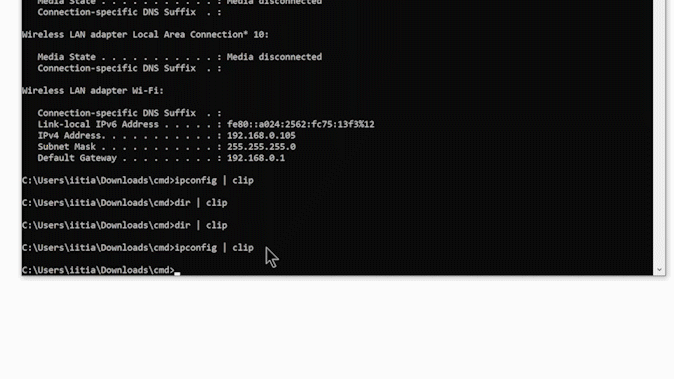 Media State . . . . . . . . . . . : Media disconnected
Connection-specific DNS Suffix  . :
Wireless LAN adapter Local Area Connection* 10:
Media State . . . . . . . . . . . : Media disconnected
Connection-specific DNS Suffix  . :
Wireless LAN adapter Wi-Fi:
Connection-specific DNS Suffix  . :
Link-local IPv6 Address . . . . . : fe80::a024:2562:fc75:13f3%12
IPv4 Address. . . . . . . . . . . : 192.168.0.105
Subnet Mask . . . . . . . . . . . : 255.255.255.0
Default Gateway . . . . . . . . . : 192.168.0.1
C:\Users\iitia\Downloads\cmd>ipconfig | clip
C:\Users\iitia\Downloads\cmd>dir | clip
C:\Users\iitia\Downloads\cmd>dir | clip
C:\Users\iitia\Downloads\cmd>ipconfig | clip
C:\Users\iitia\Downloads\cmd>